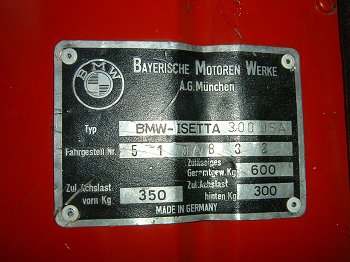 BMW
BAYERISCHE MOTOREN WERKE
A.G. München
Typ BMW-ISETTA 300 USA
Fahrgestell Nr. 5 1
Zulässiges
Gesamtgew. Kg 600
Zul. Achslast
vorn Kg 350
Zul. Achslast
hinten Kg 300
MADE IN GERMANY